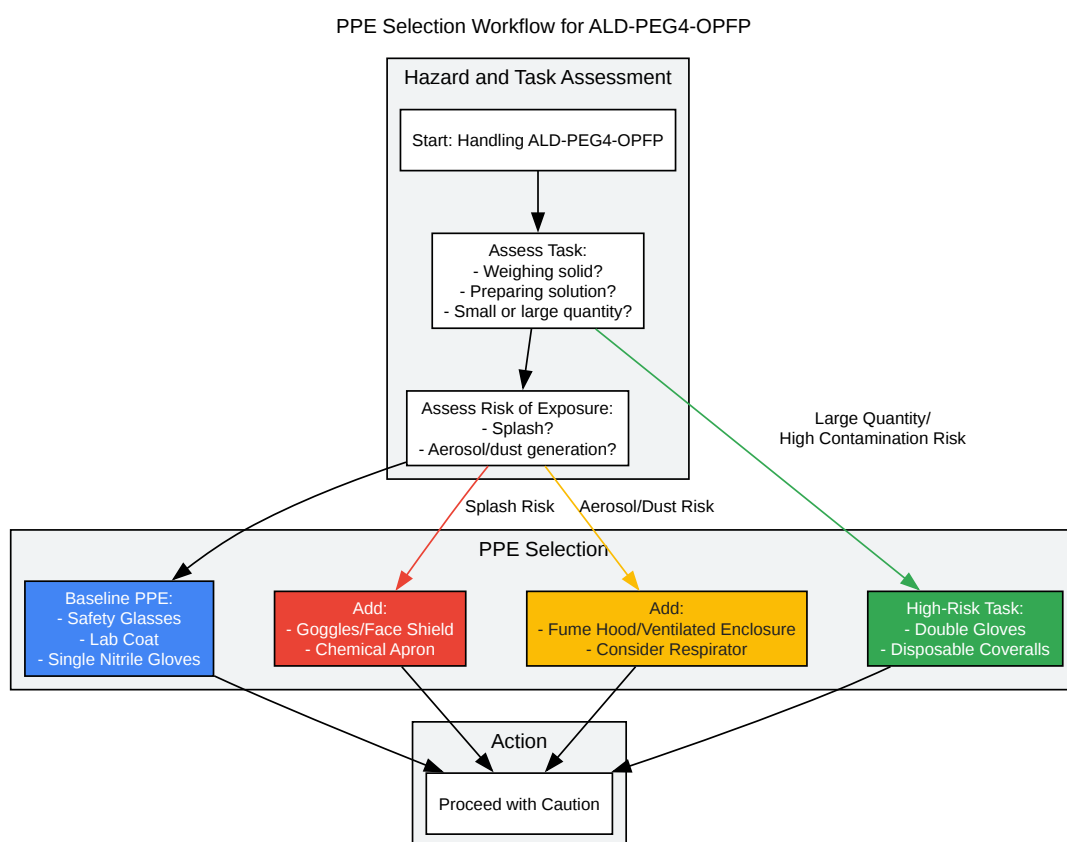 PPE Selection Workflow for ALD-PEG4-OPFP
Hazard and Task Assessment
Start: Handling ALD-PEG4-OPFP
Assess Task:
- Weighing solid?
- Preparing solution?
- Small or large quantity?
Assess Risk of Exposure:
- Splash?
- Aerosol/dust generation?
Large Quantity/
High Contamination Risk
Splash Risk
Aerosol/Dust Risk
PPE Selection
Baseline PPE:
- Safety Glasses
- Lab Coat
- Single Nitrile Gloves
Add:
- Goggles/Face Shield
- Chemical Apron
Add:
- Fume Hood/Ventilated Enclosure
- Consider Respirator
High-Risk Task:
- Double Gloves
- Disposable Coveralls
Action
Proceed with Caution